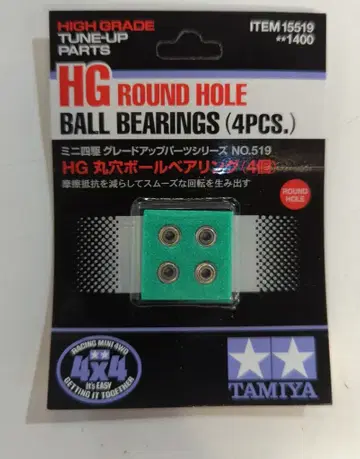 HIGH GRADE
TUNE-UP
PARTS
ITEM 15519
**1400
HG ROUND HOLE
BALL BEARINGS (4PCS.)
ミニ四駆 グレードアップパーツシリーズ NO.519
HG 丸穴ボールベアリング 4個
摩擦抵抗を減らしてスムーズな回転を生み出す
ROUND
HOLE
RACING MINI 4WD
4x4
It's EASY
GETTING IT TOGETHER
TAMIYA